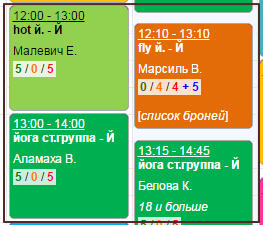 12:00 - 13:00
hot й. - Й
Малевич Е.
5 / 0 / 5
13:00 - 14:00
йога ст.группа - Й
Аламаха В.
5 / 0 / 5
12:10 - 13:10
fly й. - Й
Марсиль В.
0 / 4 / 4 + 5
[список броней]
13:15 - 14:45
йога ст.группа - Й
Белова К.
18 и больше